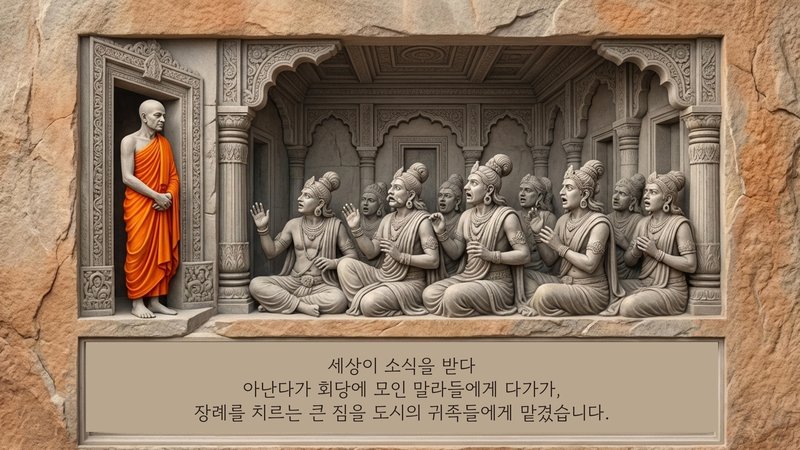 세상이 소식을 받다
아난다가 회당에 모인 말라들에게 다가가,
장례를 치르는 큰 짐을 도시의 귀족들에게 맡겼습니다.